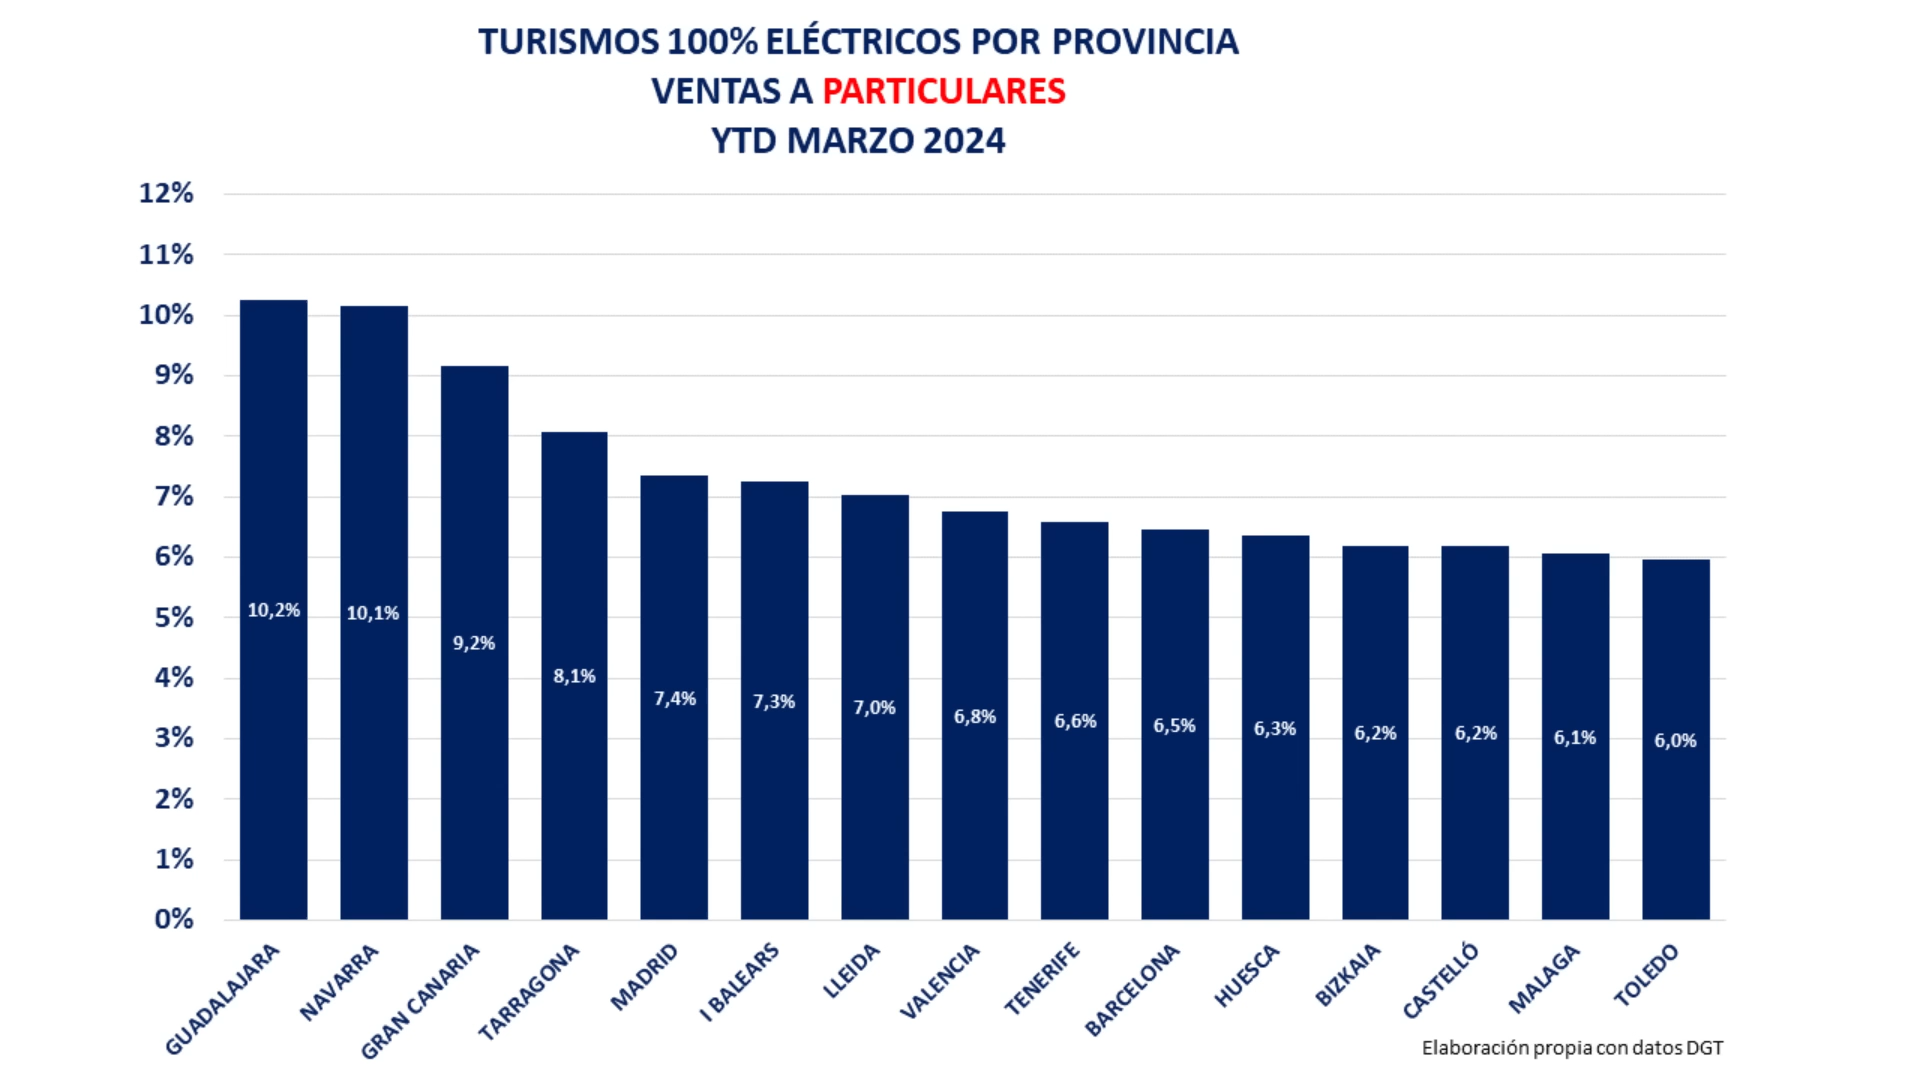 TURISMOS 100% ELÉCTRICOS POR PROVINCIA
VENTAS A PARTICULARES
YTD MARZO 2024
12%
11%
10%
9%
8%
7%
6%
5%
4%
3%
2%
1%
0%
10,2%
10,1%
9,2%
8,1%
7,4%
7,3%
7,0%
6,8%
6,6%
6,5%
6,3%
6,2%
6,2%
6,1%
6,0%
GUADALAJARA
NAVARRA
GRAN CANARIA
TARRAGONA
MADRID
I BALEARS
LLEIDA
VALENCIA
TENERIFE
BARCELONA
HUESCA
BIZKAIA
CASTELLÓ
MALAGA
TOLEDO
Elaboración propia con datos DGT